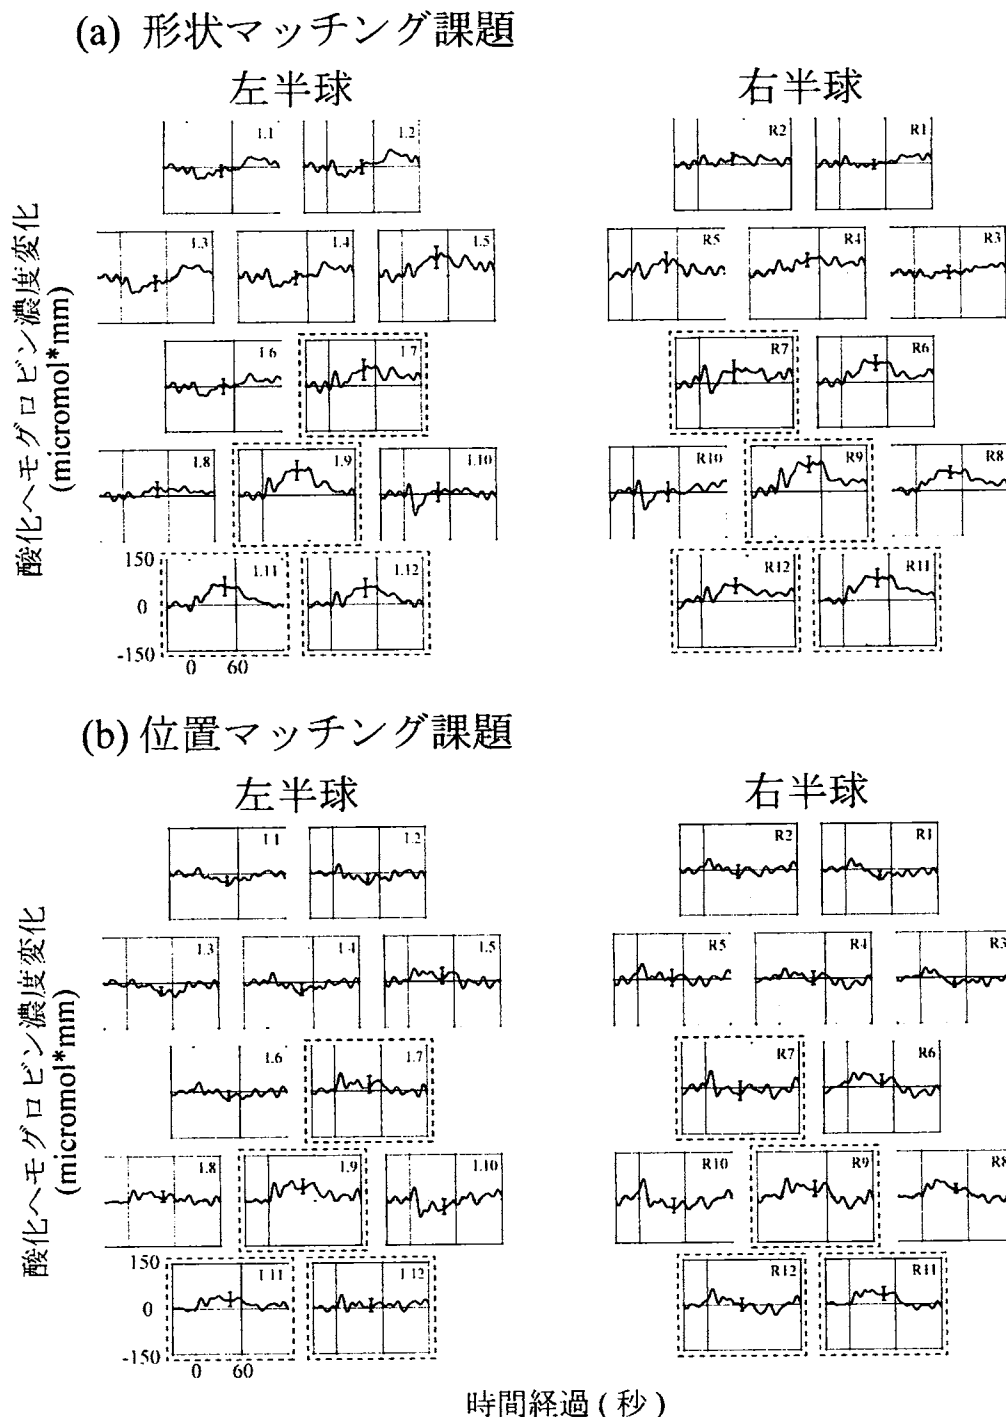 (a) 形状マッチング課題
左半球 右半球
L1 L2 R2 R1
L3 L4 L5 R5 R4 R3
L6 L7 R7 R6
L8 L9 L10 R10 R9 R8
L11 L12 R12 R11
150
0
-150
0 60
酸化ヘモグロビン濃度変化
(micromol*mm)
(b) 位置マッチング課題
左半球 右半球
L1 L2 R2 R1
L3 L4 L5 R5 R4 R3
L6 L7 R7 R6
L8 L9 L10 R10 R9 R8
L11 L12 R12 R11
150
0
-150
0 60
酸化ヘモグロビン濃度変化
(micromol*mm)
時間経過 ( 秒 )